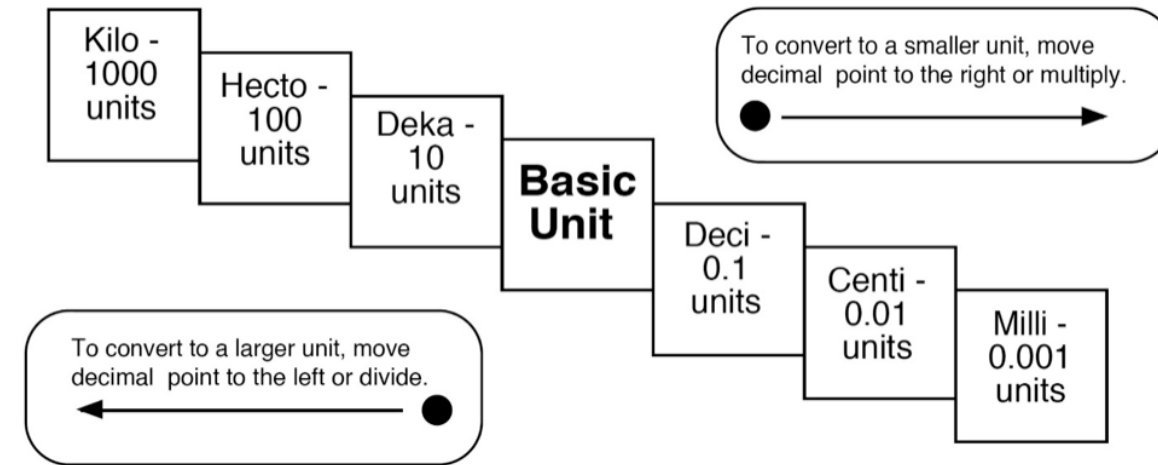 Kilo -
1000
units
Hecto -
100
units
Deka -
10
units
Basic
Unit
Deci -
0.1
units
Centi -
0.01
units
Milli -
0.001
units
To convert to a smaller unit, move
decimal point to the right or multiply.
To convert to a larger unit, move
decimal point to the left or divide.